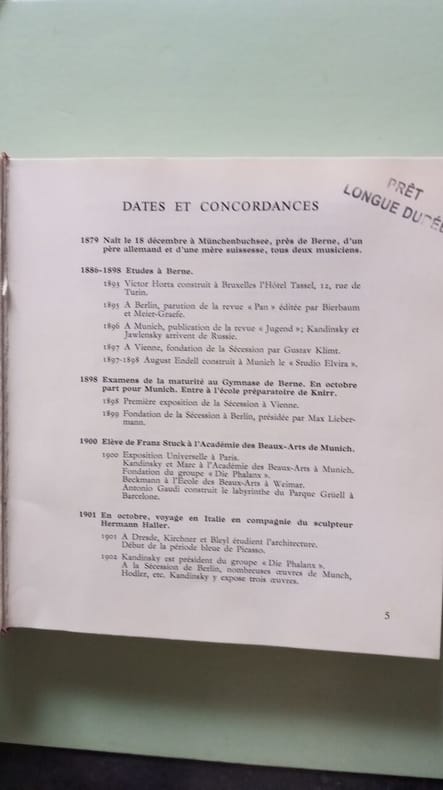 PRÊT
LONGUE DURÉE
DATES ET CONCORDANCES
1879 Naît le 18 décembre à Münchenbuchsee, près de Berne, d'un
père allemand et d'une mère suissesse, tous deux musiciens.
1886-1898 Etudes à Berne.
1893 Victor Horta construit à Bruxelles l'Hôtel Tassel, 12, rue de
Turin.
1895 A Berlin, parution de la revue « Pan » éditée par Bierbaum
et Meier-Graefe.
1896 A Munich, publication de la revue « Jugend »; Kandinsky et
Jawlensky arrivent de Russie.
1897 A Vienne, fondation de la Sécession par Gustav Klimt.
1897-1898 August Endell construit à Munich le « Studio Elvira ».
1898 Examens de la maturité au Gymnase de Berne. En octobre
part pour Munich. Entre à l'école préparatoire de Knirr.
1898 Première exposition de la Sécession à Vienne.
1899 Fondation de la Sécession à Berlin, présidée par Max Lieber-
mann.
1900 Elève de Franz Stuck à l'Académie des Beaux-Arts de Munich.
1900 Exposition Universelle à Paris.
Kandinsky et Marc à l'Académie des Beaux-Arts à Munich.
Fondation du groupe « Die Phalanx ».
Beckmann à l'Ecole des Beaux-Arts à Weimar.
Antonio Gaudi construit le labyrinthe du Parque Grüell à
Barcelone.
1901 En octobre, voyage en Italie en compagnie du sculpteur
Hermann Haller.
1901 A Dresde, Kirchner et Bleyl étudient l'architecture.
Début de la période bleue de Picasso.
1902 Kandinsky est président du groupe « Die Phalanx ».
A la Sécession de Berlin, nombreuses œuvres de Munch,
Hodler, etc. Kandinsky y expose trois œuvres.
5